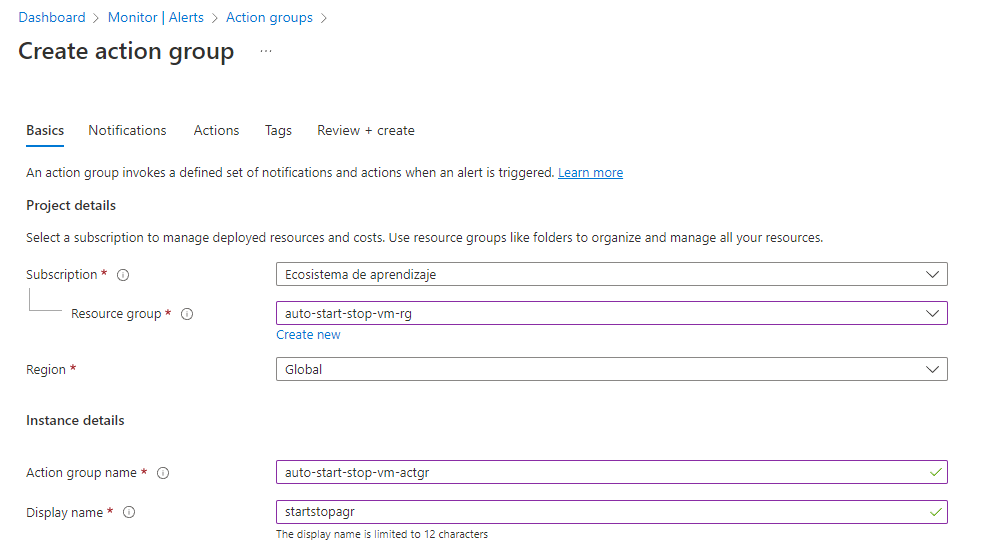 Dashboard > Monitor | Alerts > Action groups >
Create action group ...
Basics Notifications Actions Tags Review + create
An action group invokes a defined set of notifications and actions when an alert is triggered. Learn more
Project details
Select a subscription to manage deployed resources and costs. Use resource groups like folders to organize and manage all your resources.
Subscription * Ecosistema de aprendizaje
Resource group * auto-start-stop-vm-rg
Create new
Region * Global
Instance details
Action group name * auto-start-stop-vm-actgr
Display name * startstopagr
The display name is limited to 12 characters